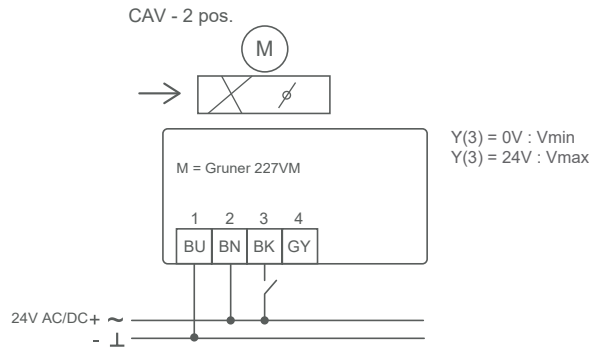 CAV - 2 pos.
M
Y(3) = 0V : Vmin
Y(3) = 24V : Vmax
M = Gruner 227VM
1 2 3 4
BU BN BK GY
24V AC/DC + ~
- ⊥